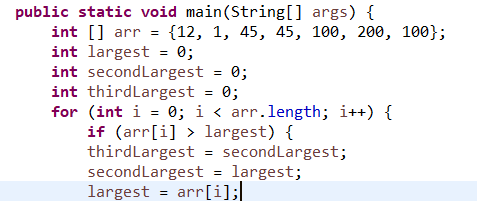 public static void main(String[] args) {
int [] arr = {12, 1, 45, 45, 100, 200, 100};
int largest = 0;
int secondLargest = 0;
int thirdLargest = 0;
for (int i = 0; i < arr.length; i++) {
if (arr[i] > largest) {
thirdLargest = secondLargest;
secondLargest = largest;
largest = arr[i];